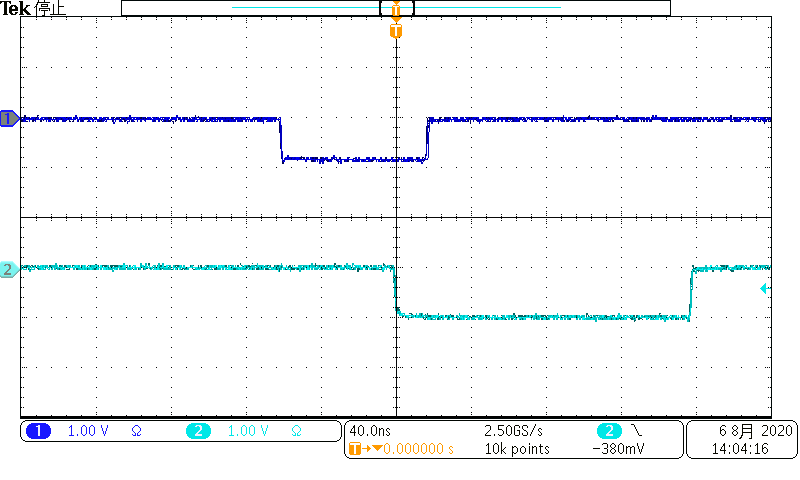 Tek 停止
T
T
1
2
1 1.00 V Ω 2 1.00 V Ω
40.0ns 2.50GS/s 2
T→▼0.000000 s 10k points −380mV
6 8月 2020
14:04:16